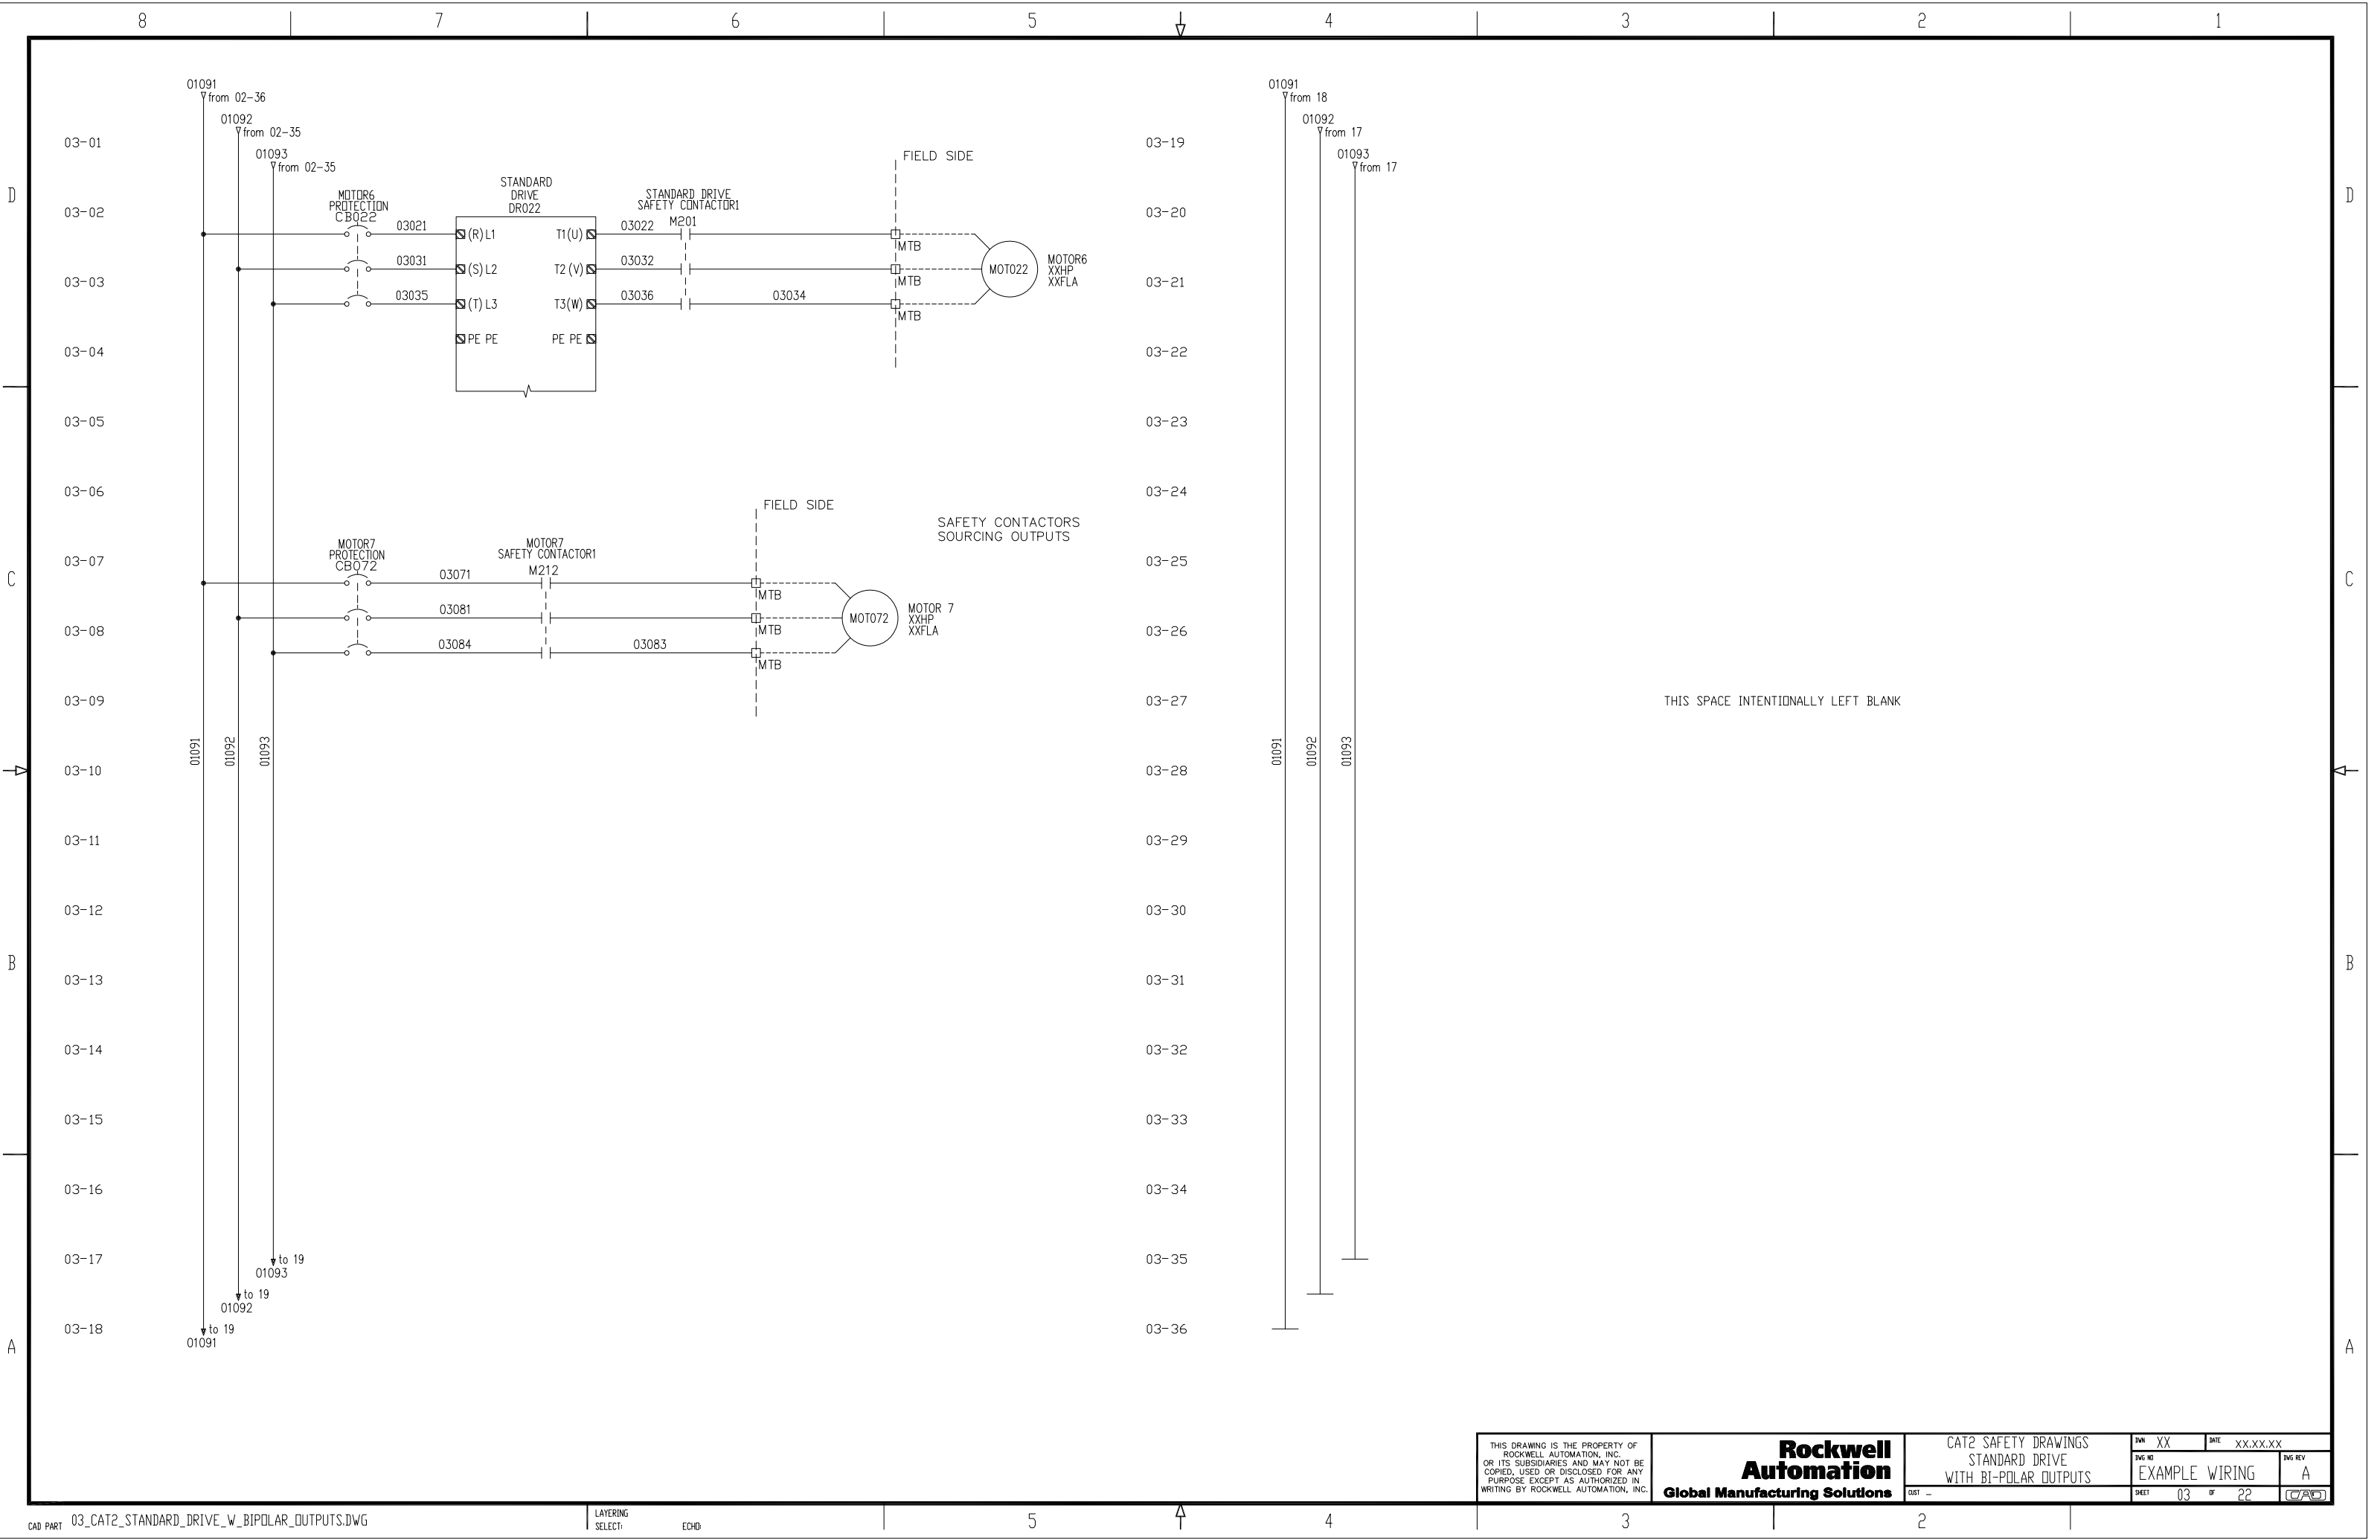 8 7 6 5 4 3 2 1
D
C
B
A
01091
from 02-36
01092
from 02-35
01093
from 02-35
03-01
03-02
03-03
03-04
03-05
03-06
03-07
03-08
03-09
03-10
03-11
03-12
03-13
03-14
03-15
03-16
03-17
03-18
MOTOR6
PROTECTION
CB022
03021
03031
03035
STANDARD
DRIVE
DR022
(R) L1 T1(U)
(S) L2 T2 (V)
(T) L3 T3(W)
PE PE PE PE
STANDARD DRIVE
SAFETY CONTACTOR1
M201
03022
03032
03036 03034
FIELD SIDE
MTB
MTB
MTB
MOT022
MOTOR6
XXHP
XXFLA
MOTOR7
PROTECTION
CB072
03071
03081
03084 03083
MOTOR7
SAFETY CONTACTOR1
M212
FIELD SIDE
MTB
MTB
MTB
MOT072
MOTOR 7
XXHP
XXFLA
SAFETY CONTACTORS
SOURCING OUTPUTS
01091
01092
01093
to 19
01093
to 19
01092
to 19
01091
01091
from 18
01092
from 17
01093
from 17
03-19
03-20
03-21
03-22
03-23
03-24
03-25
03-26
03-27
03-28
03-29
03-30
03-31
03-32
03-33
03-34
03-35
03-36
01091
01092
01093
THIS SPACE INTENTIONALLY LEFT BLANK
D
C
B
A
THIS DRAWING IS THE PROPERTY OF
ROCKWELL AUTOMATION, INC.
OR ITS SUBSIDIARIES AND MAY NOT BE
COPIED, USED OR DISCLOSED FOR ANY
PURPOSE EXCEPT AS AUTHORIZED IN
WRITING BY ROCKWELL AUTOMATION, INC.
Rockwell
Automation
Global Manufacturing Solutions
CAT2 SAFETY DRAWINGS
STANDARD DRIVE
WITH BI-POLAR OUTPUTS
CUST -
DWN XX DATE XX.XX.XX
DWG NO
EXAMPLE WIRING
DWG REV
A
SHEET 03 OF 22
CAD
CAD PART 03_CAT2_STANDARD_DRIVE_W_BIPOLAR_OUTPUTS.DWG
LAYERING
SELECT: ECHO:
5 4 3 2